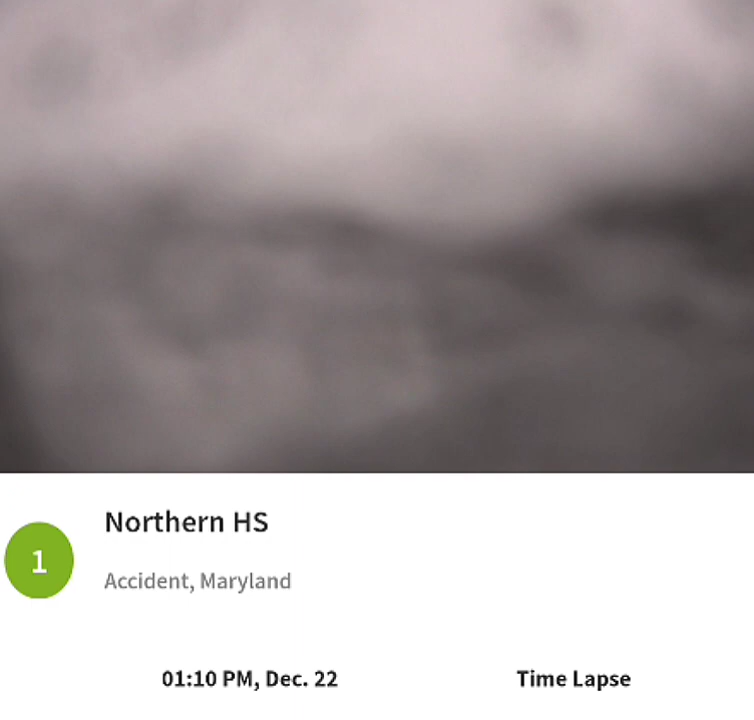 Northern HS
1
Accident, Maryland
01:10 PM, Dec. 22
Time Lapse